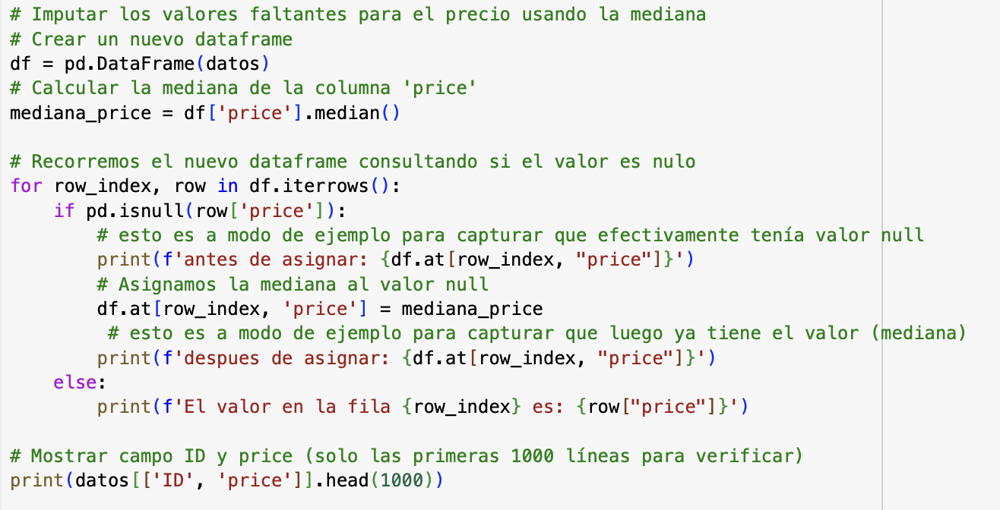 # Imputar los valores faltantes para el precio usando la mediana
# Crear un nuevo dataframe
df = pd.DataFrame(datos)
# Calcular la mediana de la columna 'price'
mediana_price = df['price'].median()

# Recorremos el nuevo dataframe consultando si el valor es nulo
for row_index, row in df.iterrows():
    if pd.isnull(row['price']):
        # esto es a modo de ejemplo para capturar que efectivamente tenía valor null
        print(f'antes de asignar: {df.at[row_index, "price"]}')
        # Asignamos la mediana al valor null
        df.at[row_index, 'price'] = mediana_price
         # esto es a modo de ejemplo para capturar que luego ya tiene el valor (mediana)
        print(f'despues de asignar: {df.at[row_index, "price"]}')
    else:
        print(f'El valor en la fila {row_index} es: {row["price"]}')

# Mostrar campo ID y price (solo las primeras 1000 líneas para verificar)
print(datos[['ID', 'price']].head(1000))